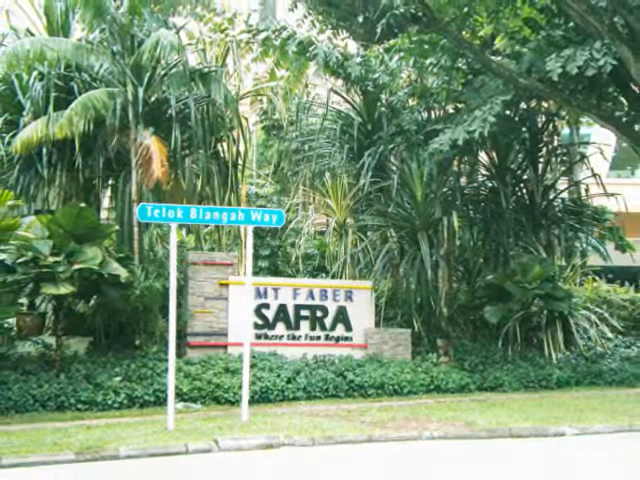 Telok Blangah Way
MT FABER
SAFRA
Where the Fun Begins